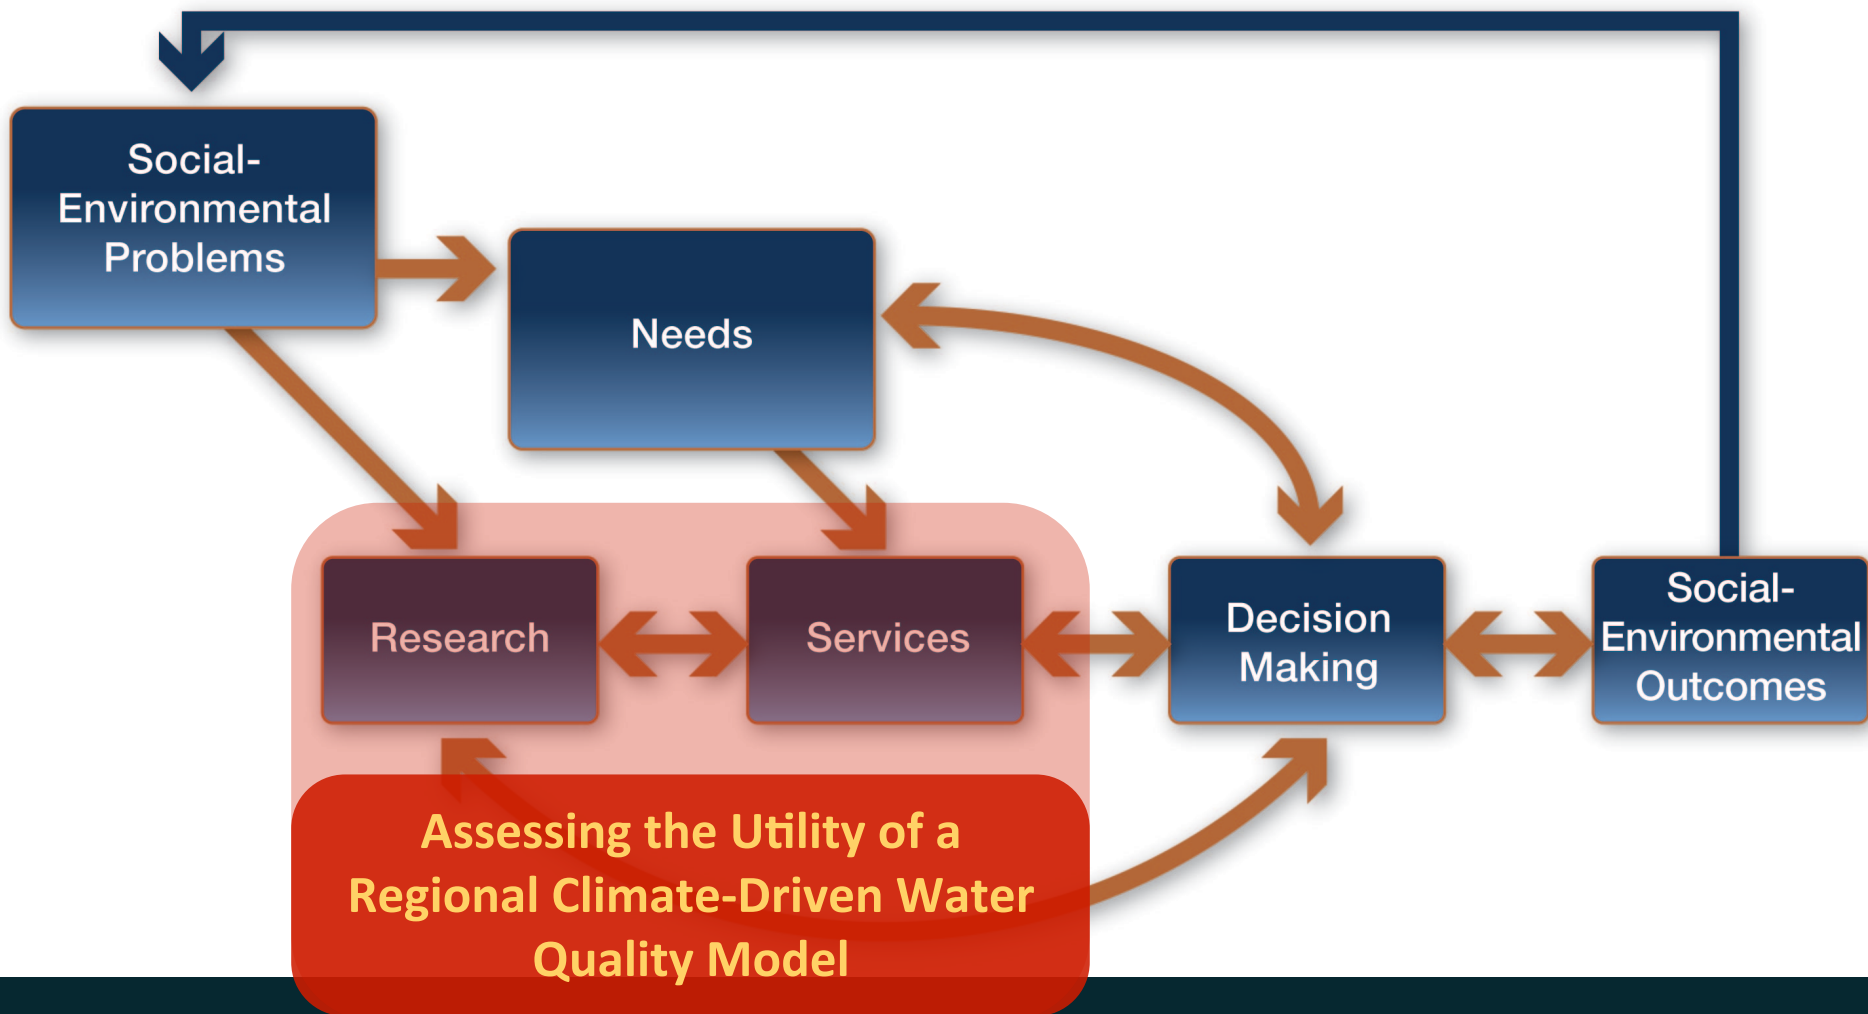 Social-
Environmental
Problems
Needs
Research
Services
Decision
Making
Social-
Environmental
Outcomes
Assessing the Utility of a
Regional Climate-Driven Water
Quality Model